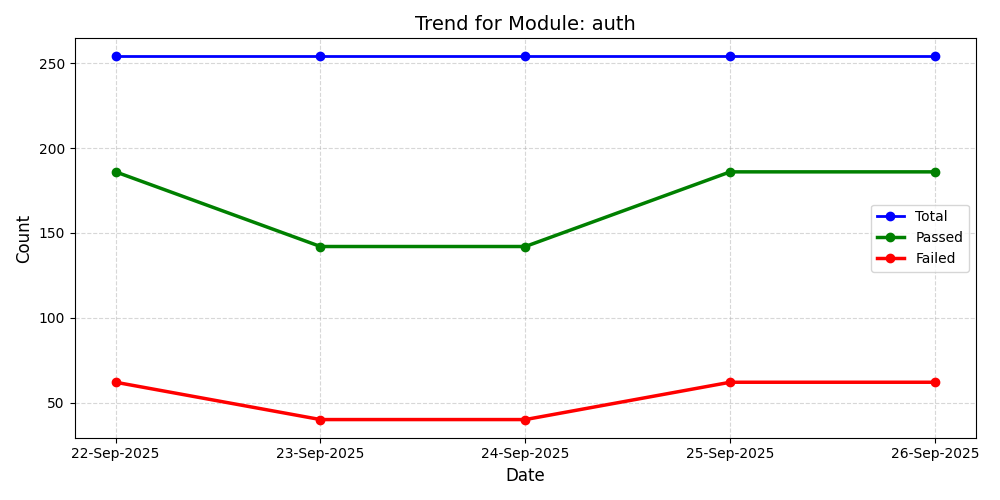 Trend for Module: auth
250
200
150
100
50
Count
Total
Passed
Failed
22-Sep-2025
23-Sep-2025
24-Sep-2025
25-Sep-2025
26-Sep-2025
Date